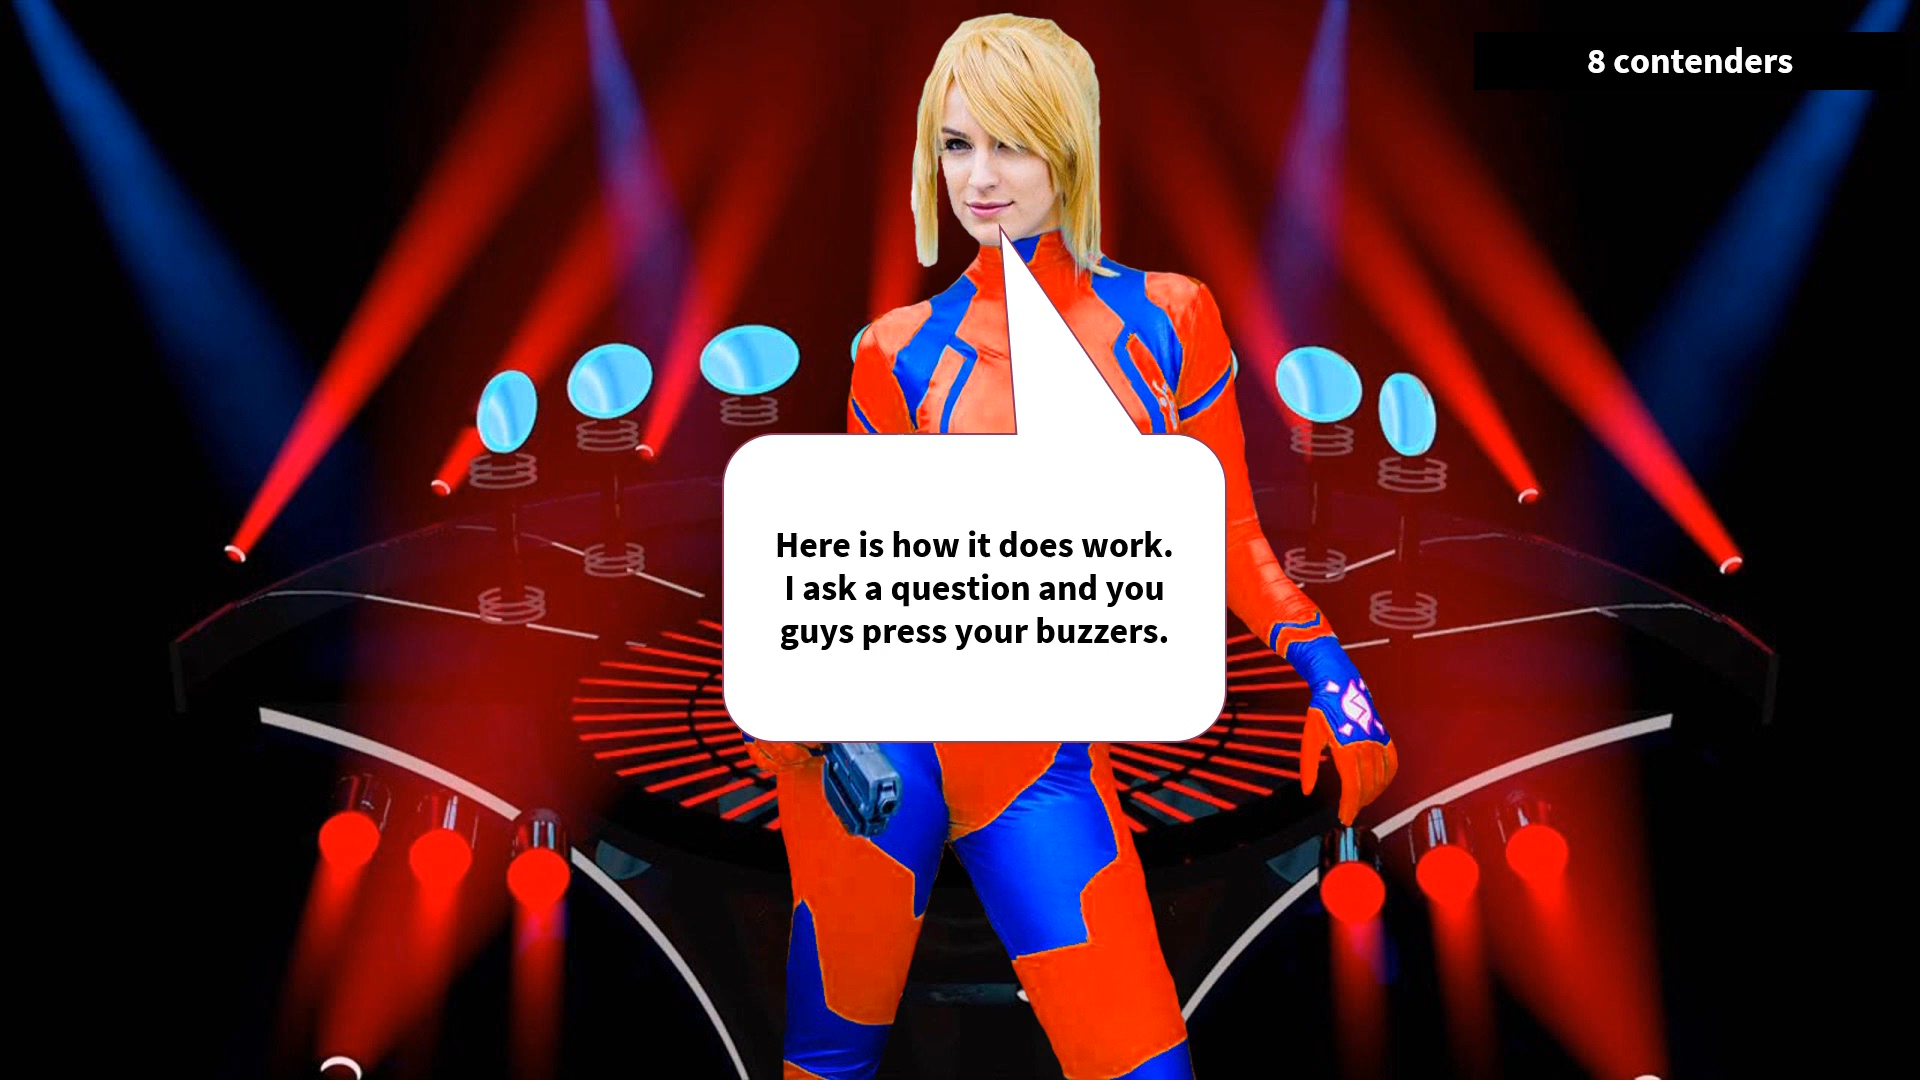 8 contenders
Here is how it does work.
I ask a question and you
guys press your buzzers.